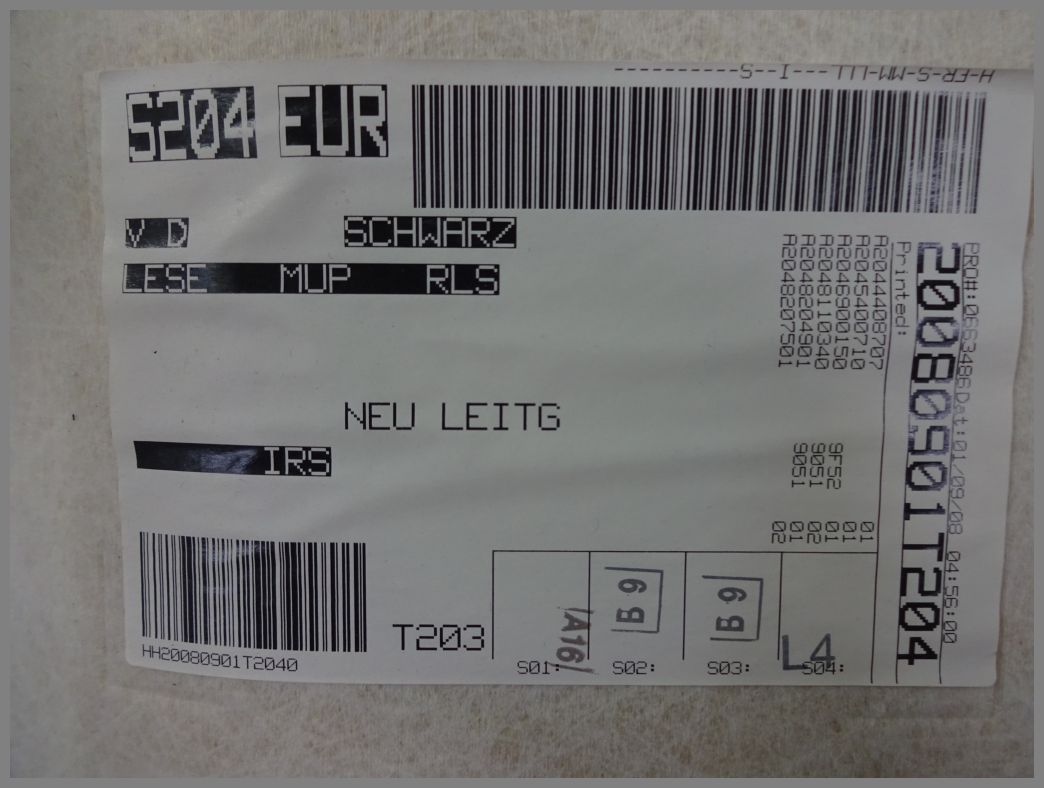 S204 EUR
V D SCHWARZ
LESE MUP RLS
NEU LEITG
IRS
HH20080901T2040
T203
S01: S02: S03: S04:
A16 B 9 B 9 L4
H-FR-S-MM-LLL---I--S-----------
PRO#:0663486Dat:01/09/08 04:56:00
20080901T204
Printed:
A2044408707 01
A2045400710 01
A2046900150 9F52 01
A2048110340 9051 02
A2048204901 9051 01
A2048207501 02